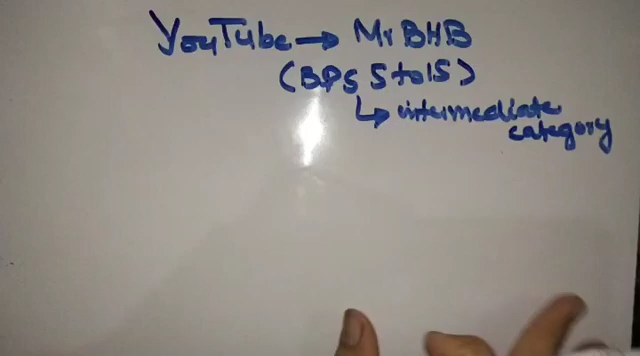 YouTube → Mr BHB
(BPS 5 to 15)
↳ intermediate
category